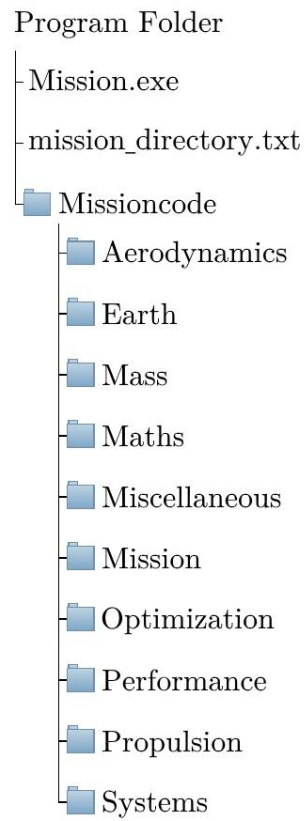 Program Folder
Mission.exe
mission_directory.txt
Missioncode
Aerodynamics
Earth
Mass
Maths
Miscellaneous
Mission
Optimization
Performance
Propulsion
Systems